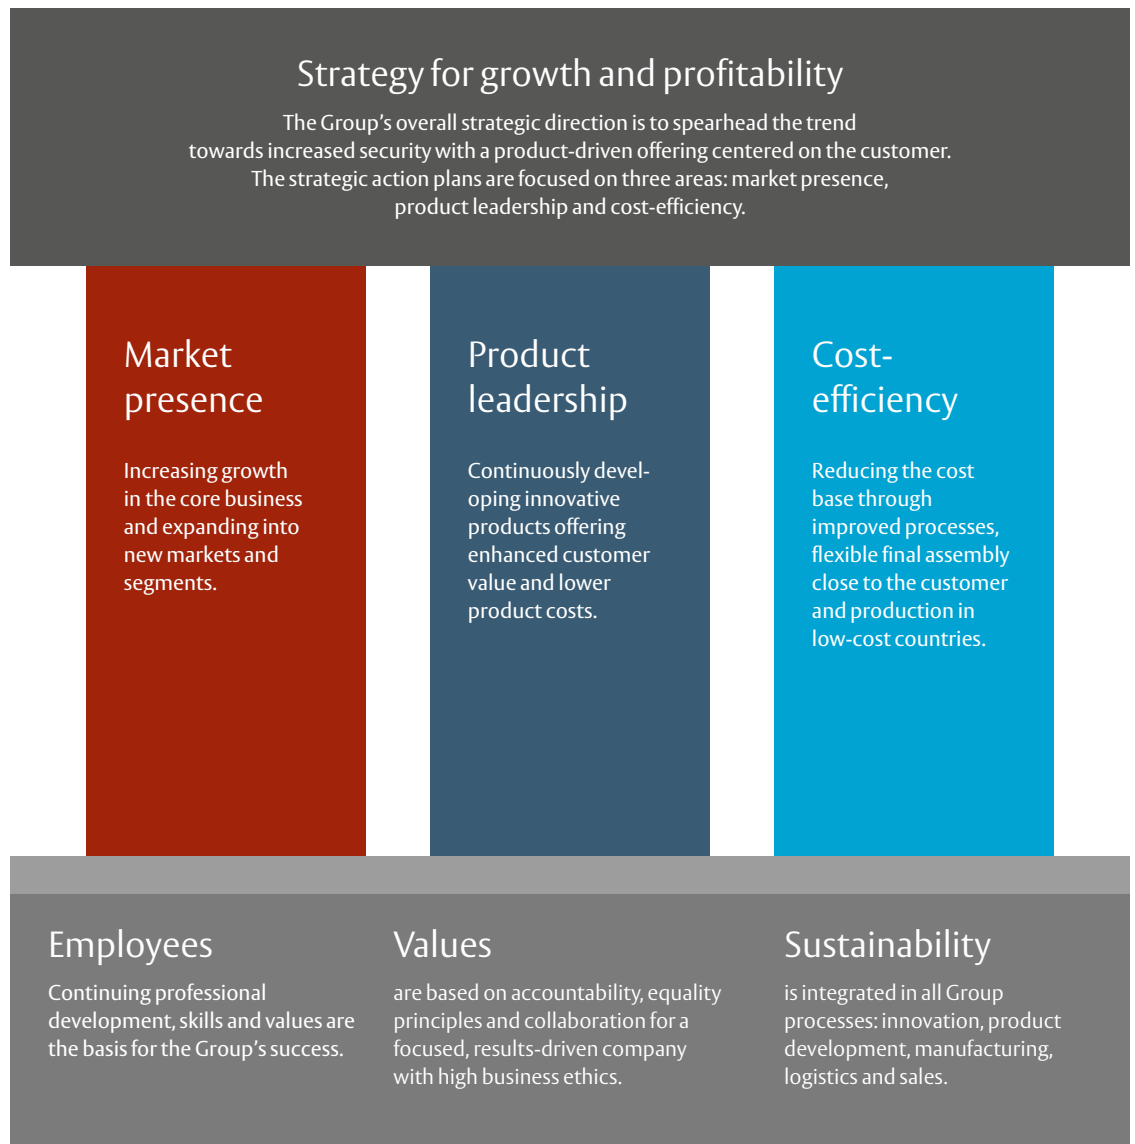 Strategy for growth and profitability
The Group’s overall strategic direction is to spearhead the trend
towards increased security with a product-driven offering centered on the customer.
The strategic action plans are focused on three areas: market presence,
product leadership and cost-efficiency.
Market
presence
Increasing growth
in the core business
and expanding into
new markets and
segments.
Product
leadership
Continuously devel-
oping innovative
products offering
enhanced customer
value and lower
product costs.
Cost-
efficiency
Reducing the cost
base through
improved processes,
flexible final assembly
close to the customer
and production in
low-cost countries.
Employees
Continuing professional
development, skills and values are
the basis for the Group’s success.
Values
are based on accountability, equality
principles and collaboration for a
focused, results-driven company
with high business ethics.
Sustainability
is integrated in all Group
processes: innovation, product
development, manufacturing,
logistics and sales.